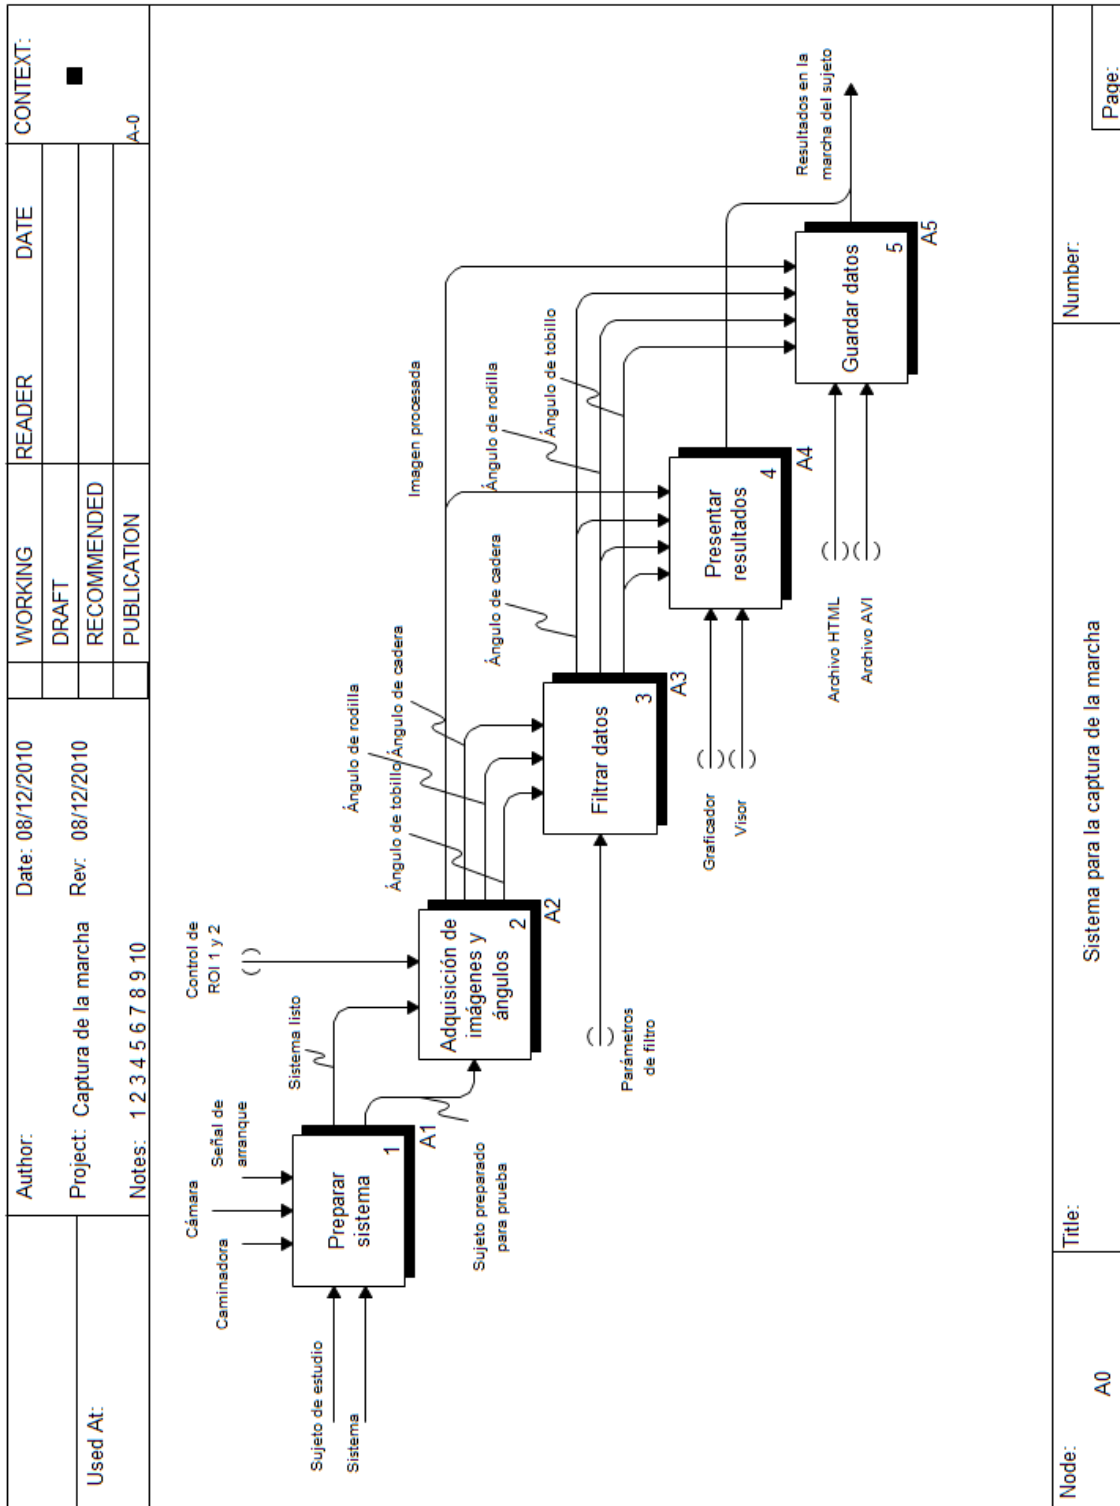 Used At:
Author:
Date: 08/12/2010
Project: Captura de la marcha
Rev: 08/12/2010
Notes: 1 2 3 4 5 6 7 8 9 10
WORKING
DRAFT
RECOMMENDED
PUBLICATION
READER
DATE
CONTEXT:
A-0
Caminadora
Cámara
Señal de
arranque
Sujeto de estudio
Sistema
Preparar
sistema
1
A1
Sistema listo
Sujeto preparado
para prueba
Control de
ROI 1 y 2
Adquisición de
imágenes y
ángulos
2
A2
Ángulo de rodilla
Ángulo de tobillo
Ángulo de cadera
Imagen procesada
Parámetros
de filtro
Filtrar datos
3
A3
Ángulo de cadera
Ángulo de rodilla
Ángulo de tobillo
Graficador
Visor
Presentar
resultados
4
A4
Archivo HTML
Archivo AVI
Guardar datos
5
A5
Resultados en la
marcha del sujeto
Node:
A0
Title:
Sistema para la captura de la marcha
Number:
Page: